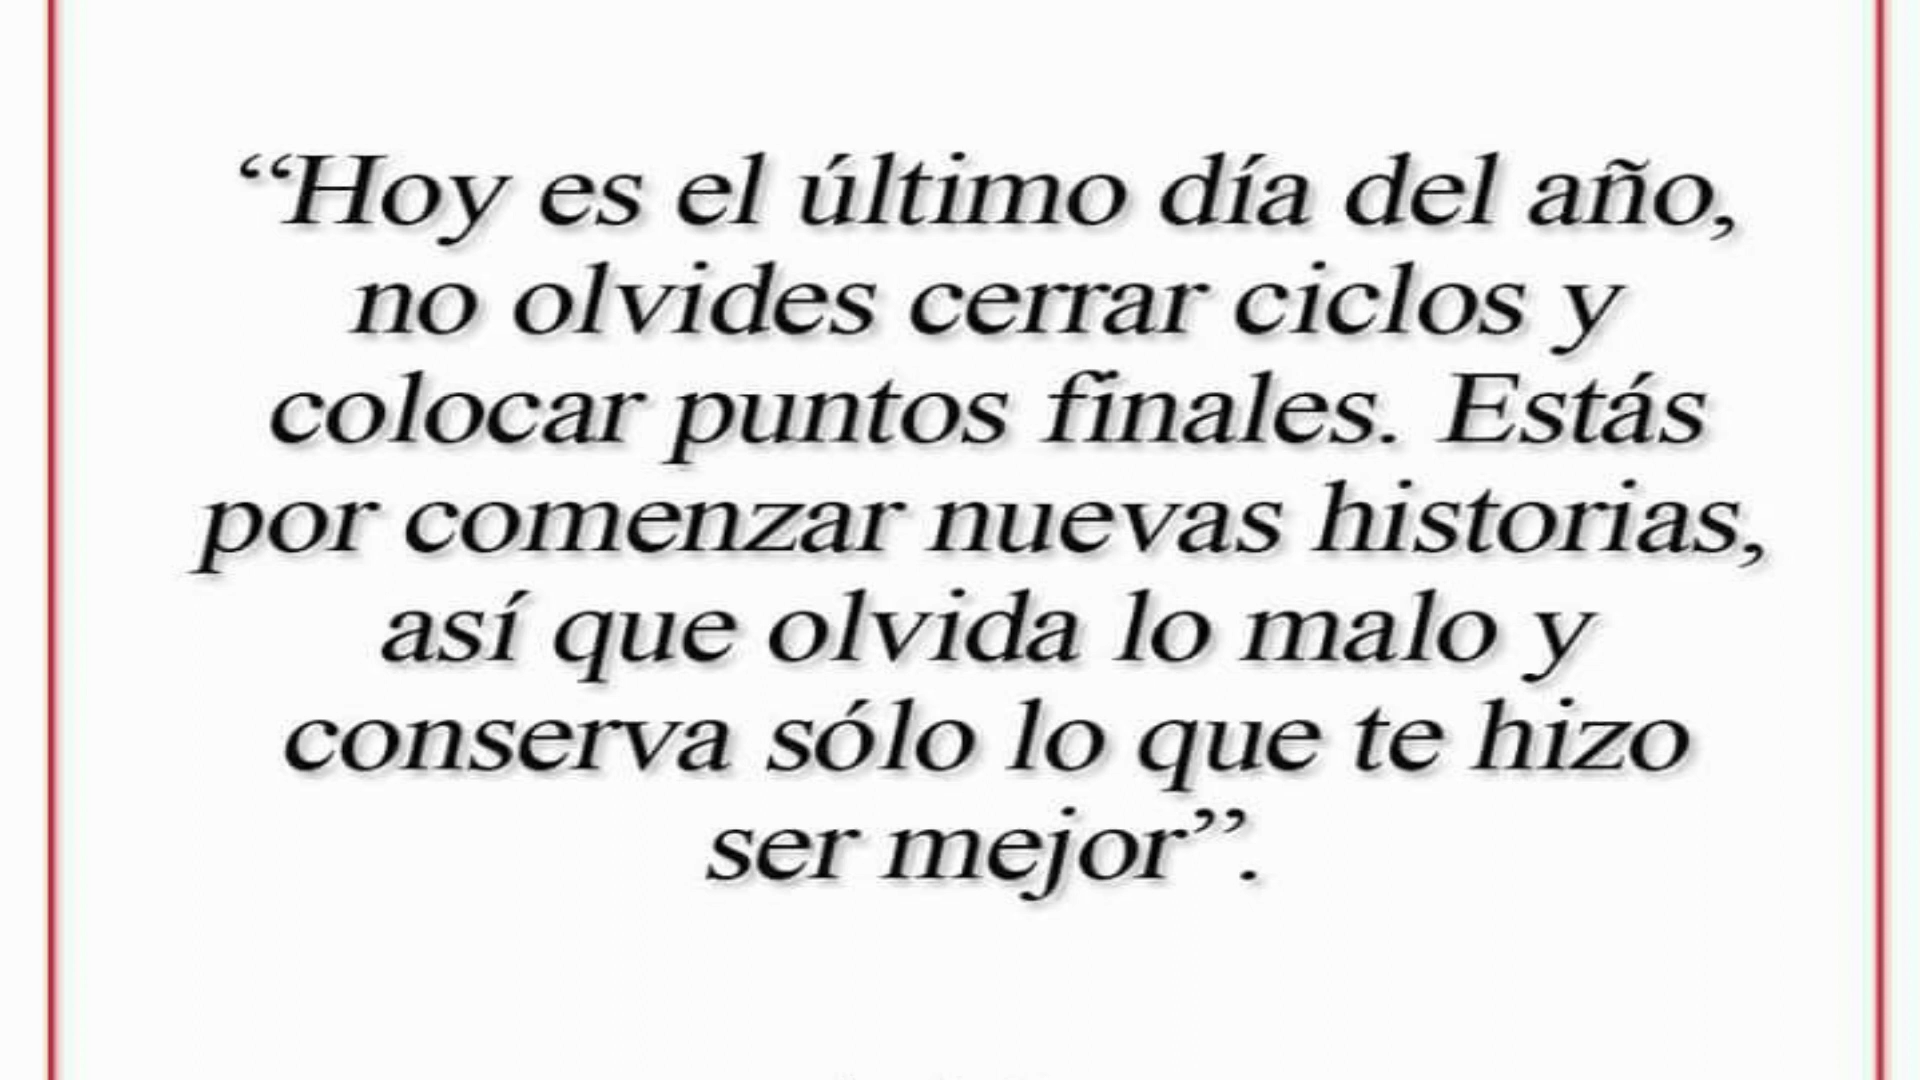 “Hoy es el último día del año,
no olvides cerrar ciclos y
colocar puntos finales. Estás
por comenzar nuevas historias,
así que olvida lo malo y
conserva sólo lo que te hizo
ser mejor”.